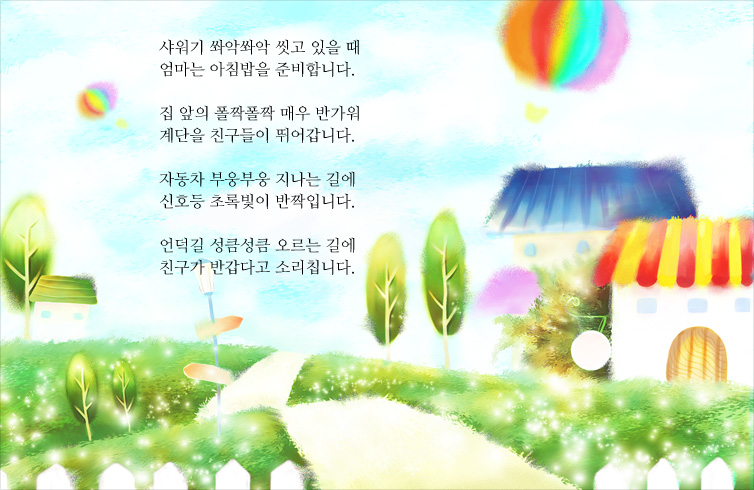 샤워기 쏴악쏴악 씻고 있을 때
엄마는 아침밥을 준비합니다.
집 앞의 폴짝폴짝 매우 반가워
계단을 친구들이 뛰어갑니다.
자동차 부웅부웅 지나는 길에
신호등 초록빛이 반짝입니다.
언덕길 성큼성큼 오르는 길에
친구가 반갑다고 소리칩니다.